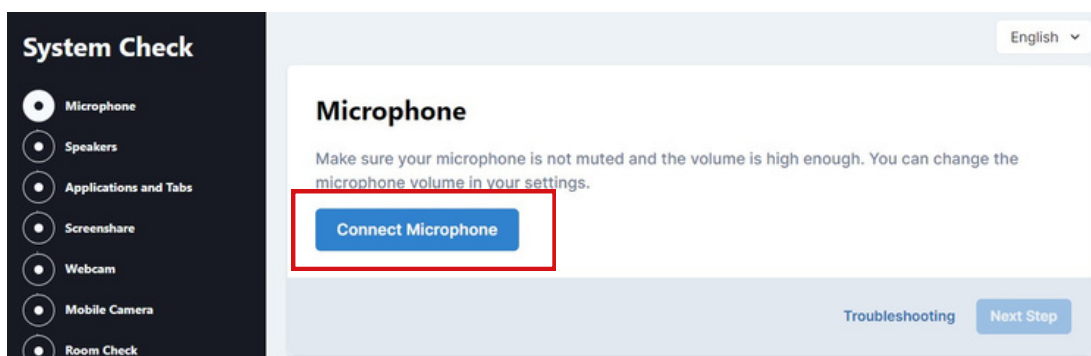 System Check
Microphone
Speakers
Applications and Tabs
Screenshare
Webcam
Mobile Camera
Room Check
English
Microphone
Make sure your microphone is not muted and the volume is high enough. You can change the
microphone volume in your settings.
Connect Microphone
Troubleshooting
Next Step